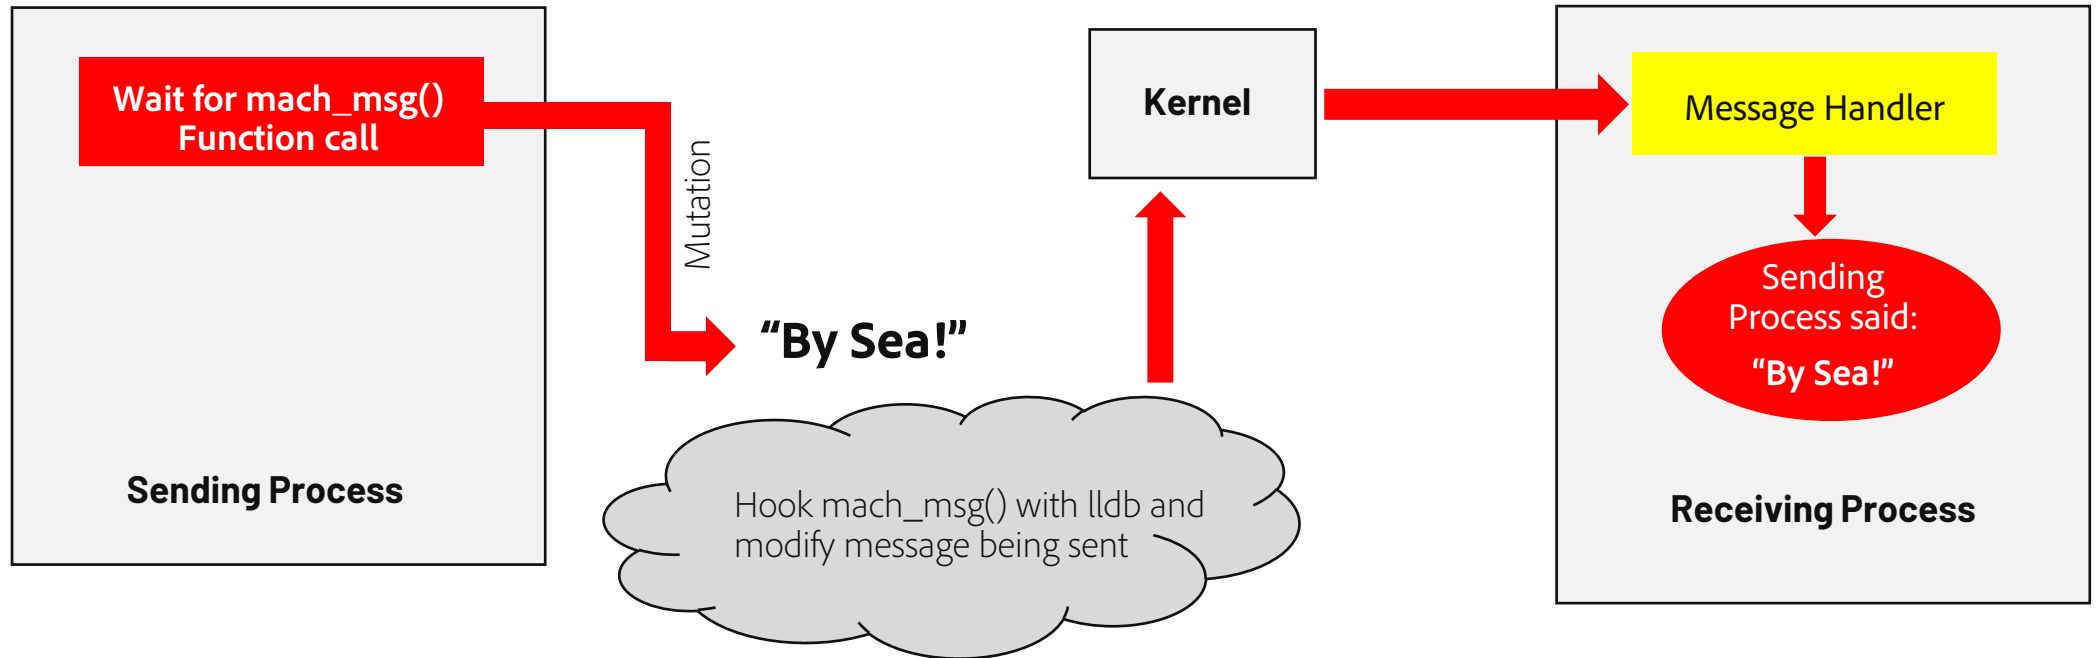 Wait for mach_msg()
Function call
Sending Process
Mutation
“By Sea!”
Hook mach_msg() with lldb and
modify message being sent
Kernel
Message Handler
Sending
Process said:
“By Sea!”
Receiving Process